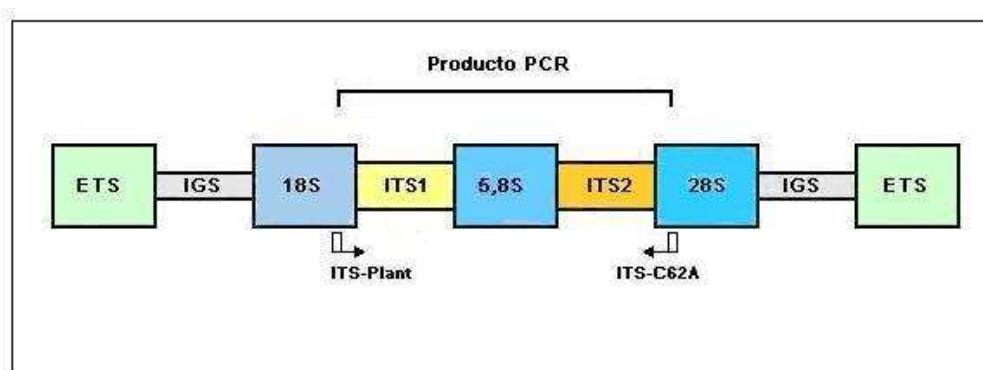 Producto PCR
ETS IGS 18S ITS1 5,8S ITS2 28S IGS ETS
ITS-Plant ITS-C62A